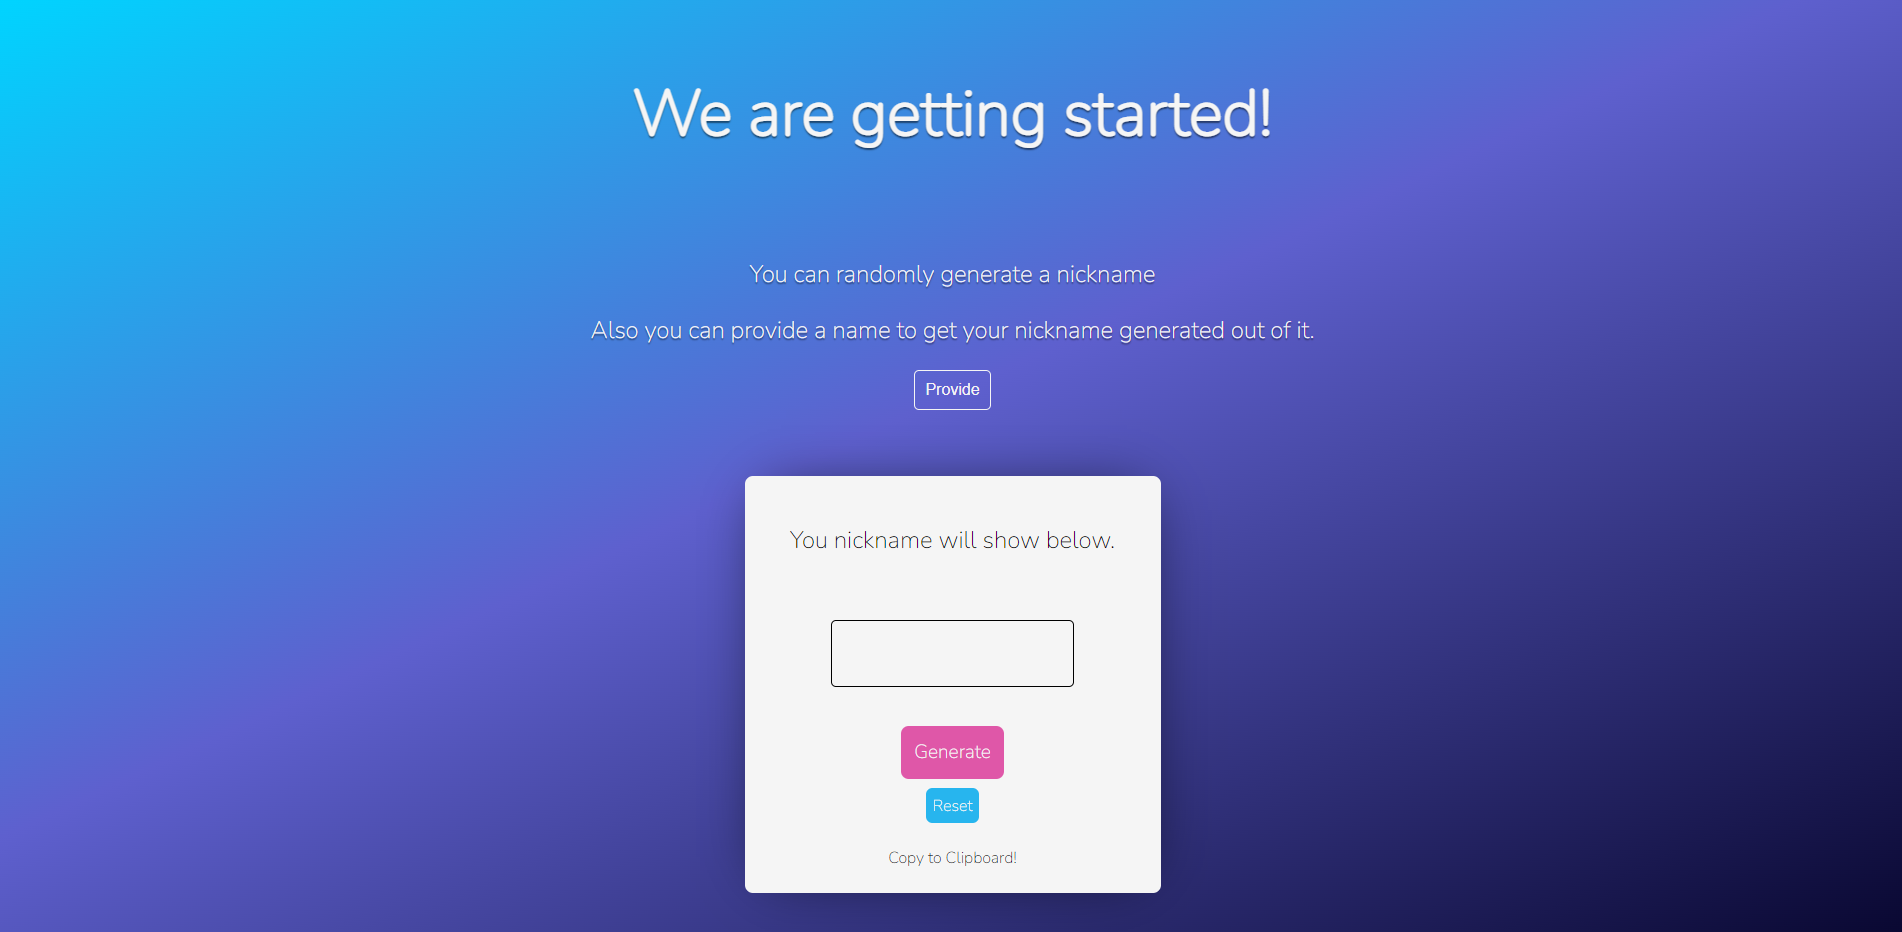 We are getting started!
You can randomly generate a nickname
Also you can provide a name to get your nickname generated out of it.
Provide
You nickname will show below.
Generate
Reset
Copy to Clipboard!